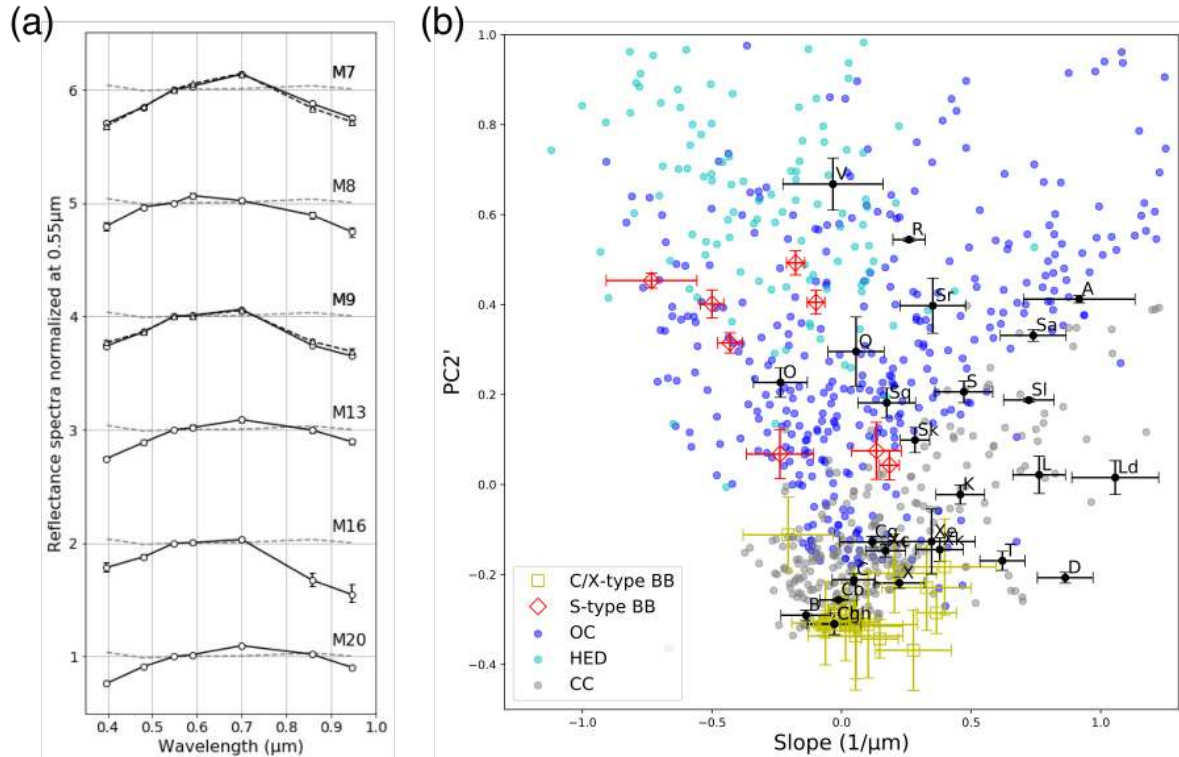 (a)
Reflectance spectra normalized at 0.55μm
6
5
4
3
2
1
M7
M8
M9
M13
M16
M20
0.4
0.5
0.6
0.7
0.8
0.9
1.0
Wavelength (μm)
(b)
PC2'
1.0
0.8
0.6
0.4
0.2
0.0
−0.2
−0.4
V
R
A
Sr
Sa
Q
O
S
Sl
Sq
Sk
L
Ld
K
Cg
Xc
Xe
Xk
T
D
C
X
Cb
B
Cgh
C/X-type BB
S-type BB
OC
HED
CC
−1.0
−0.5
0.0
0.5
1.0
Slope (1/μm)